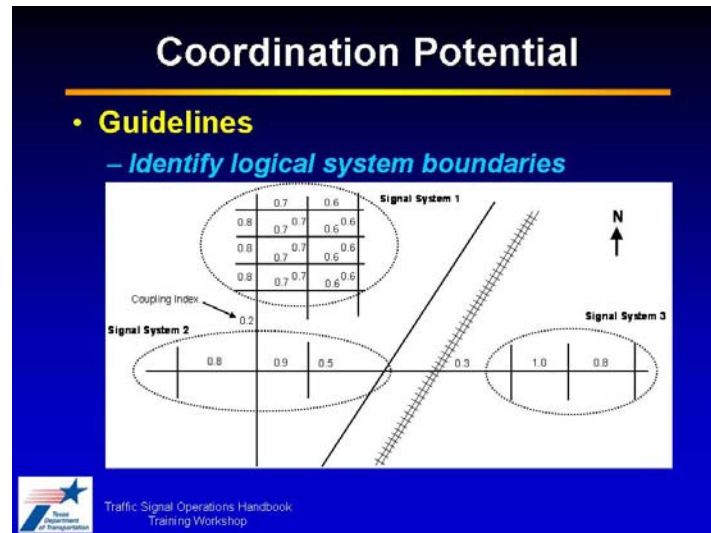 Coordination Potential
• Guidelines
– Identify logical system boundaries
0.7 0.6 Signal System 1
0.8 0.7 0.7 0.6 0.6 N
0.8 0.7 0.7 0.6 0.6
0.8 0.7 0.7 0.6 0.6
Coupling Index
0.2
Signal System 2 Signal System 3
0.8 0.9 0.5 0.3 1.0 0.8
Texas
Department
of Transportation
Traffic Signal Operations Handbook
Training Workshop